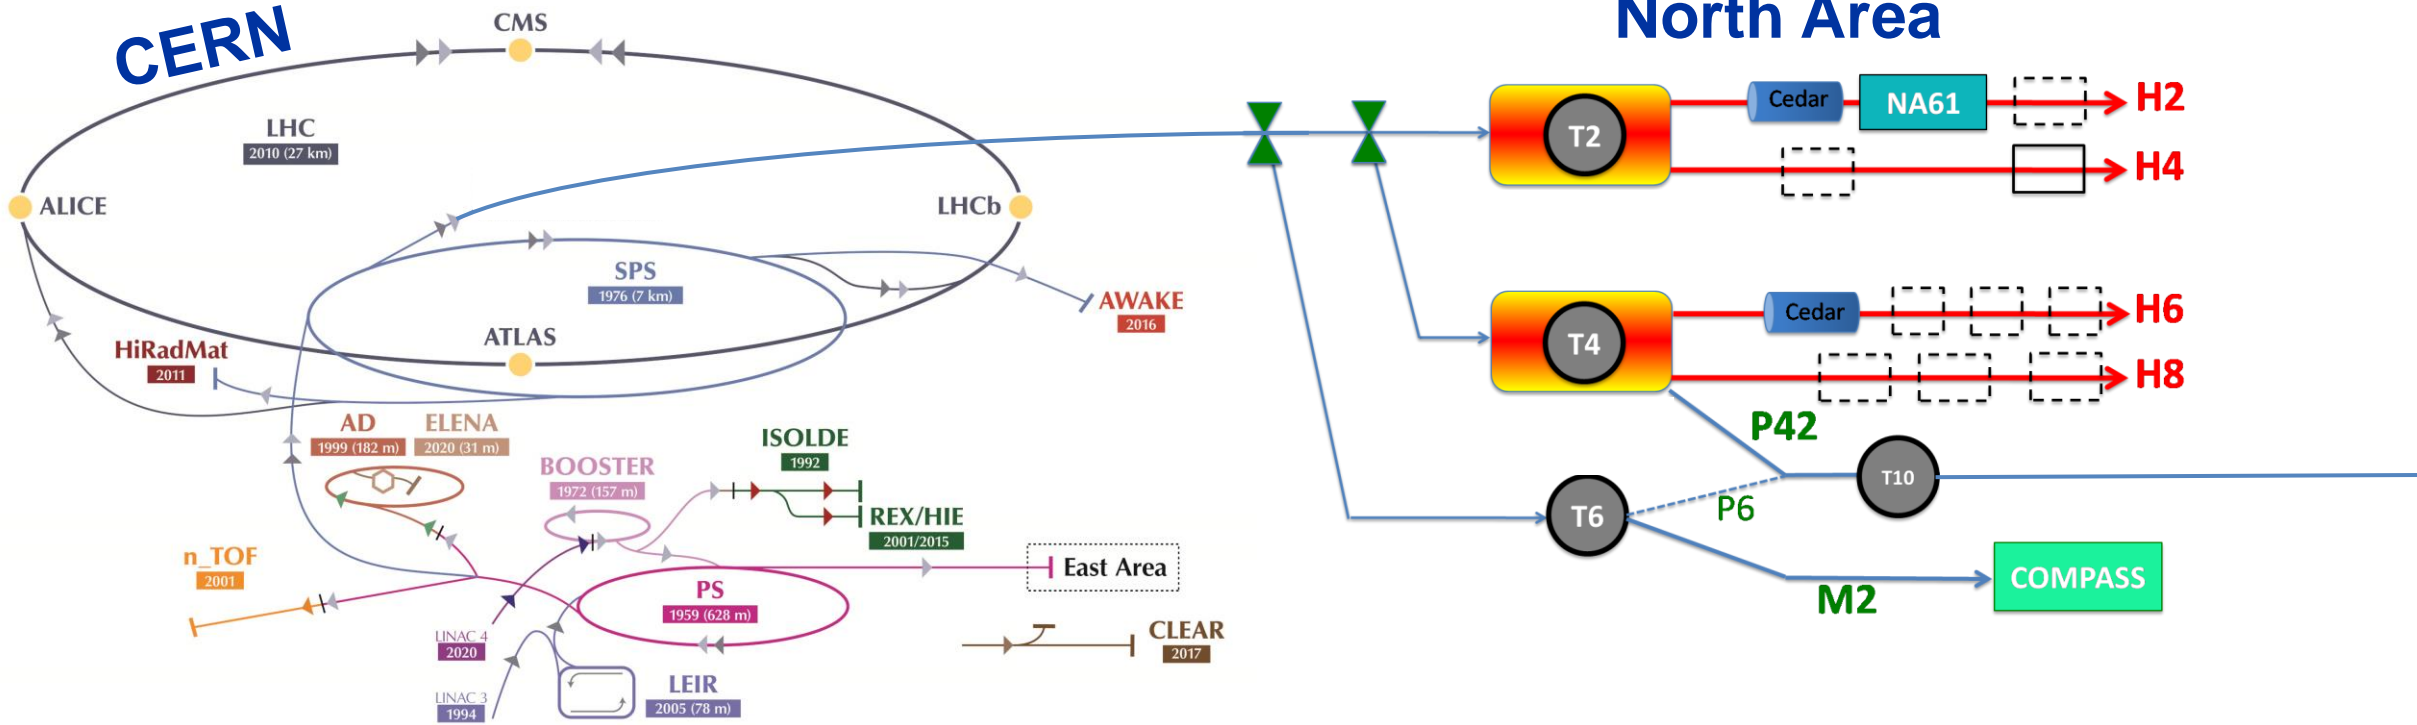 CERN
North Area
CMS
LHC
2010 (27 km)
ALICE
LHCb
SPS
1976 (7 km)
ATLAS
AWAKE
2016
HiRadMat
2011
AD
1999 (182 m)
ELENA
2020 (31 m)
ISOLDE
1992
BOOSTER
1972 (157 m)
REX/HIE
2001/2015
n_TOF
2001
East Area
PS
1959 (628 m)
LINAC 4
2020
CLEAR
2017
LEIR
2005 (78 m)
LINAC 3
1994
T2
Cedar
NA61
H2
H4
T4
Cedar
H6
H8
P42
T10
P6
T6
M2
COMPASS